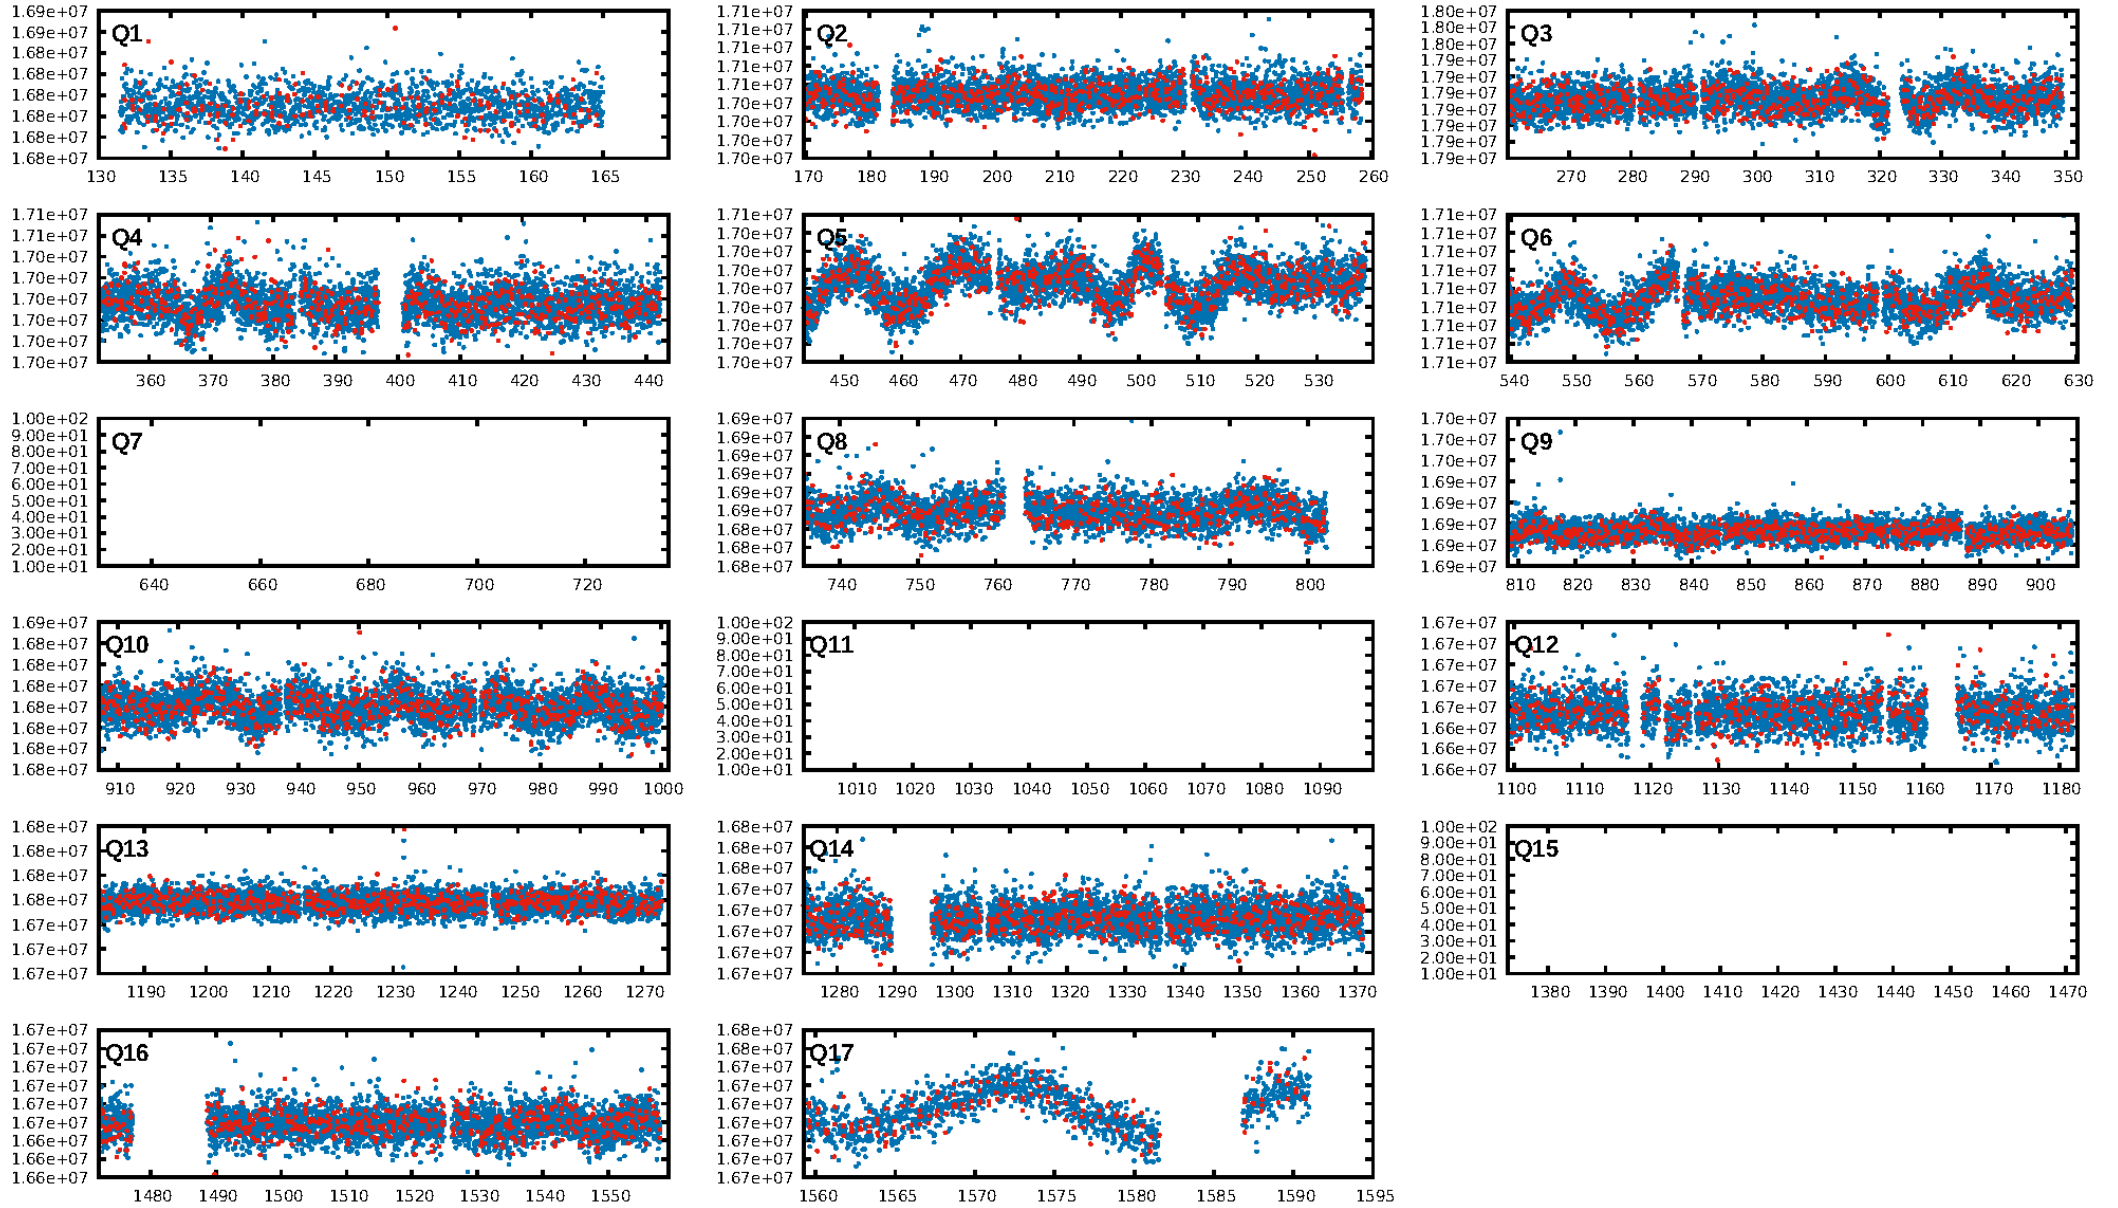 1.69e+07 1.69e+07 1.68e+07 1.68e+07 1.68e+07 1.68e+07 1.68e+07 1.68e+07
Q1
130 135 140 145 150 155 160 165
1.71e+07 1.71e+07 1.71e+07 1.71e+07 1.70e+07 1.70e+07 1.70e+07 1.70e+07 1.70e+07
Q2
170 180 190 200 210 220 230 240 250 260
1.80e+07 1.80e+07 1.80e+07 1.79e+07 1.79e+07 1.79e+07 1.79e+07 1.79e+07 1.79e+07 1.79e+07
Q3
270 280 290 300 310 320 330 340 350
1.71e+07 1.71e+07 1.70e+07 1.70e+07 1.70e+07 1.70e+07 1.70e+07 1.70e+07
Q4
360 370 380 390 400 410 420 430 440
1.71e+07 1.71e+07 1.70e+07 1.70e+07 1.70e+07 1.70e+07 1.70e+07 1.70e+07 1.70e+07
Q5
450 460 470 480 490 500 510 520 530
1.71e+07 1.71e+07 1.71e+07 1.71e+07 1.71e+07 1.71e+07 1.71e+07 1.71e+07 1.71e+07
Q6
540 550 560 570 580 590 600 610 620 630
1.00e+02 9.00e+01 8.00e+01 7.00e+01 6.00e+01 5.00e+01 4.00e+01 3.00e+01 2.00e+01 1.00e+01
Q7
640 660 680 700 720
1.69e+07 1.69e+07 1.69e+07 1.69e+07 1.69e+07 1.69e+07 1.68e+07 1.68e+07 1.68e+07
Q8
740 750 760 770 780 790 800
1.70e+07 1.70e+07 1.70e+07 1.69e+07 1.69e+07 1.69e+07 1.69e+07 1.69e+07
Q9
810 820 830 840 850 860 870 880 890 900
1.69e+07 1.68e+07 1.68e+07 1.68e+07 1.68e+07 1.68e+07 1.68e+07 1.68e+07
Q10
910 920 930 940 950 960 970 980 990 1000
1.00e+02 9.00e+01 8.00e+01 7.00e+01 6.00e+01 5.00e+01 4.00e+01 3.00e+01 2.00e+01 1.00e+01
Q11
1010 1020 1030 1040 1050 1060 1070 1080 1090
1.67e+07 1.67e+07 1.67e+07 1.67e+07 1.67e+07 1.66e+07 1.66e+07 1.66e+07
Q12
1100 1110 1120 1130 1140 1150 1160 1170 1180
1.68e+07 1.68e+07 1.68e+07 1.68e+07 1.67e+07 1.67e+07 1.67e+07
Q13
1190 1200 1210 1220 1230 1240 1250 1260 1270
1.68e+07 1.68e+07 1.68e+07 1.67e+07 1.67e+07 1.67e+07 1.67e+07 1.67e+07
Q14
1280 1290 1300 1310 1320 1330 1340 1350 1360 1370
1.00e+02 9.00e+01 8.00e+01 7.00e+01 6.00e+01 5.00e+01 4.00e+01 3.00e+01 2.00e+01 1.00e+01
Q15
1380 1390 1400 1410 1420 1430 1440 1450 1460 1470
1.67e+07 1.67e+07 1.67e+07 1.67e+07 1.67e+07 1.67e+07 1.66e+07 1.66e+07 1.66e+07
Q16
1480 1490 1500 1510 1520 1530 1540 1550
1.68e+07 1.68e+07 1.67e+07 1.67e+07 1.67e+07 1.67e+07 1.67e+07 1.67e+07 1.67e+07
Q17
1560 1565 1570 1575 1580 1585 1590 1595